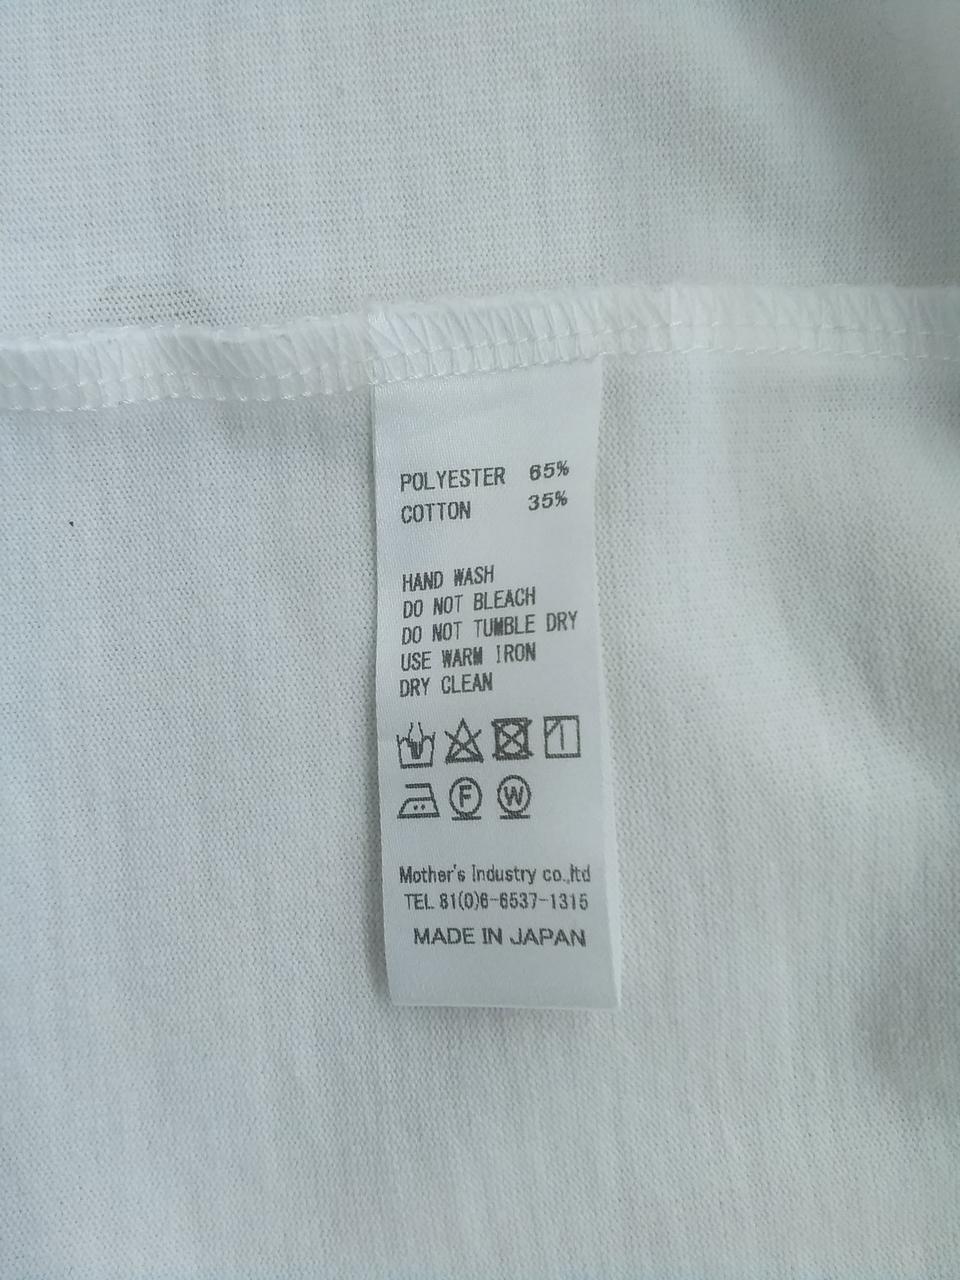 POLYESTER 65%
COTTON 35%
HAND WASH
DO NOT BLEACH
DO NOT TUMBLE DRY
USE WARM IRON
DRY CLEAN
F W
Mother's Industry co.,ltd
TEL 81(0)6-6537-1315
MADE IN JAPAN